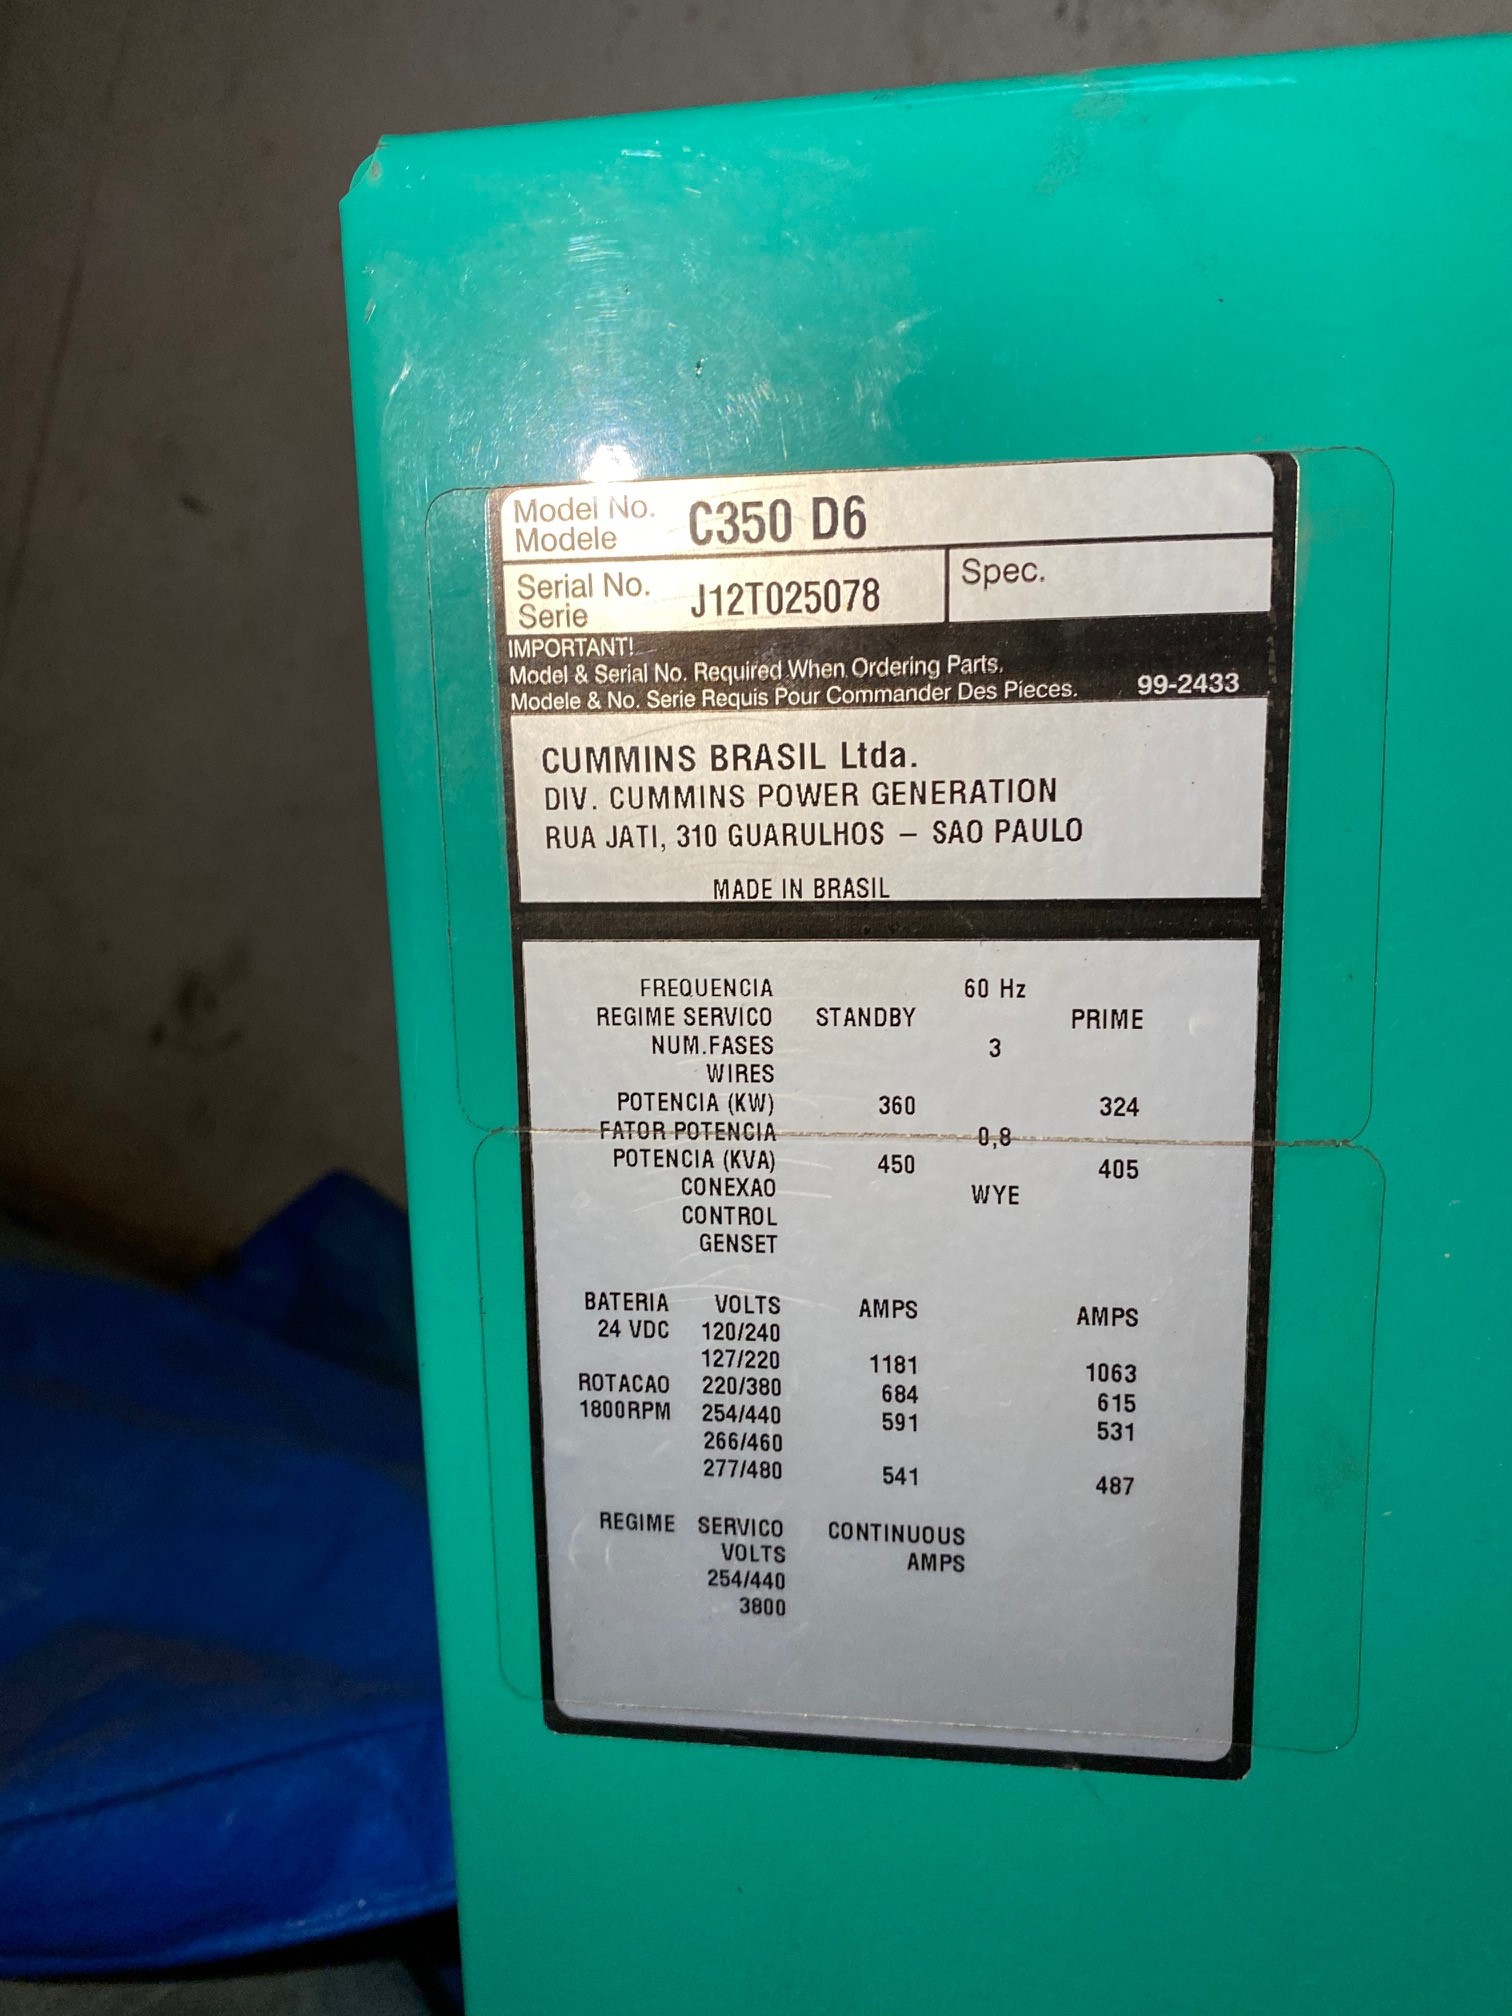 Model No. C350 D6
Modele
Serial No. J12T025078 Spec.
Serie
IMPORTANT!
Model & Serial No. Required When Ordering Parts.
Modele & No. Serie Requis Pour Commander Des Pieces. 99-2433
CUMMINS BRASIL Ltda.
DIV. CUMMINS POWER GENERATION
RUA JATI, 310 GUARULHOS – SAO PAULO
MADE IN BRASIL
FREQUENCIA 60 Hz
REGIME SERVICO STANDBY PRIME
NUM.FASES 3
WIRES
POTENCIA (KW) 360 324
FATOR POTENCIA 0,8
POTENCIA (KVA) 450 405
CONEXAO WYE
CONTROL
GENSET
BATERIA VOLTS AMPS AMPS
24 VDC 120/240
127/220 1181 1063
ROTACAO 220/380 684 615
1800RPM 254/440 591 531
266/460
277/480 541 487
REGIME SERVICO CONTINUOUS
VOLTS AMPS
254/440
3800